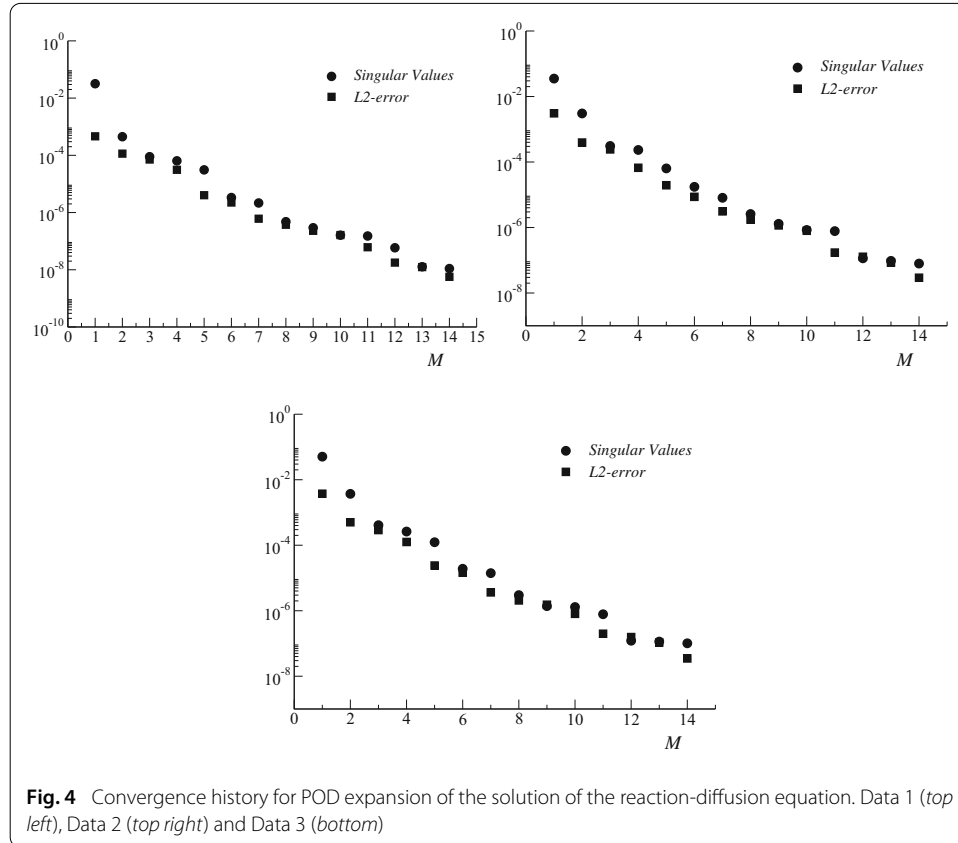 10^0
10^-2
10^-4
10^-6
10^-8
10^-10
0 1 2 3 4 5 6 7 8 9 10 11 12 13 14 15
M
Singular Values
L2-error
10^0
10^-2
10^-4
10^-6
10^-8
0 2 4 6 8 10 12 14
M
Singular Values
L2-error
10^0
10^-2
10^-4
10^-6
10^-8
0 2 4 6 8 10 12 14
M
Singular Values
L2-error
Fig. 4 Convergence history for POD expansion of the solution of the reaction-diffusion equation. Data 1 (top
left), Data 2 (top right) and Data 3 (bottom)